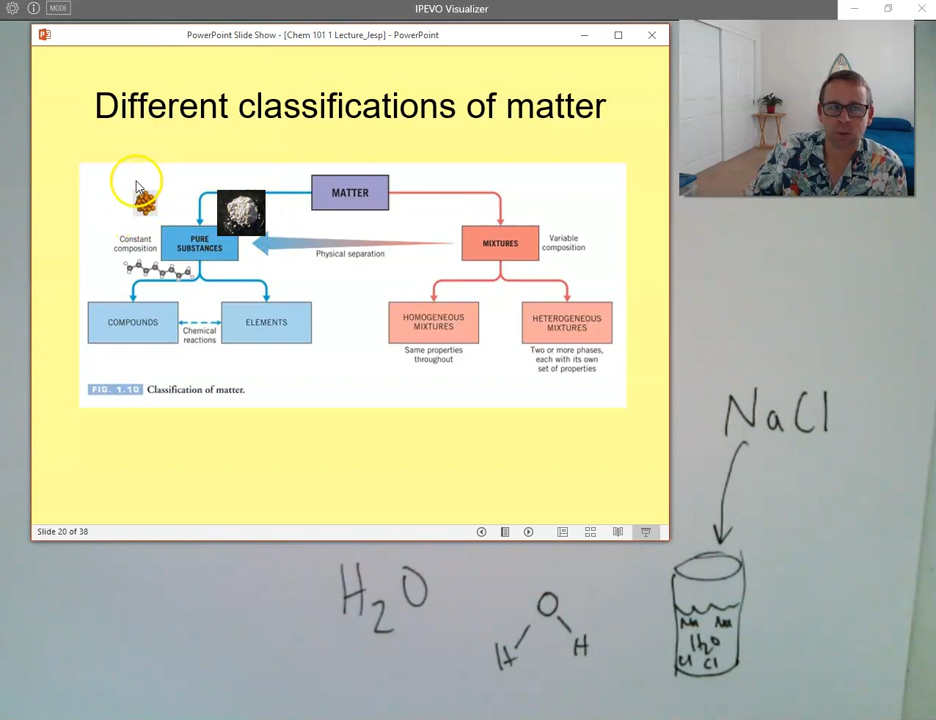 MODE
IPEVO Visualizer
PowerPoint Slide Show - [Chem 101 1 Lecture_Jesp] - PowerPoint
Different classifications of matter
MATTER
Constant
composition
PURE
SUBSTANCES
Physical separation
MIXTURES
Variable
composition
COMPOUNDS
Chemical
reactions
ELEMENTS
HOMOGENEOUS
MIXTURES
Same properties
throughout
HETEROGENEOUS
MIXTURES
Two or more phases,
each with its own
set of properties
FIG. 1.10 Classification of matter.
Slide 20 of 38
NaCl
H₂O
O
H H
H₂O
Cl Cl